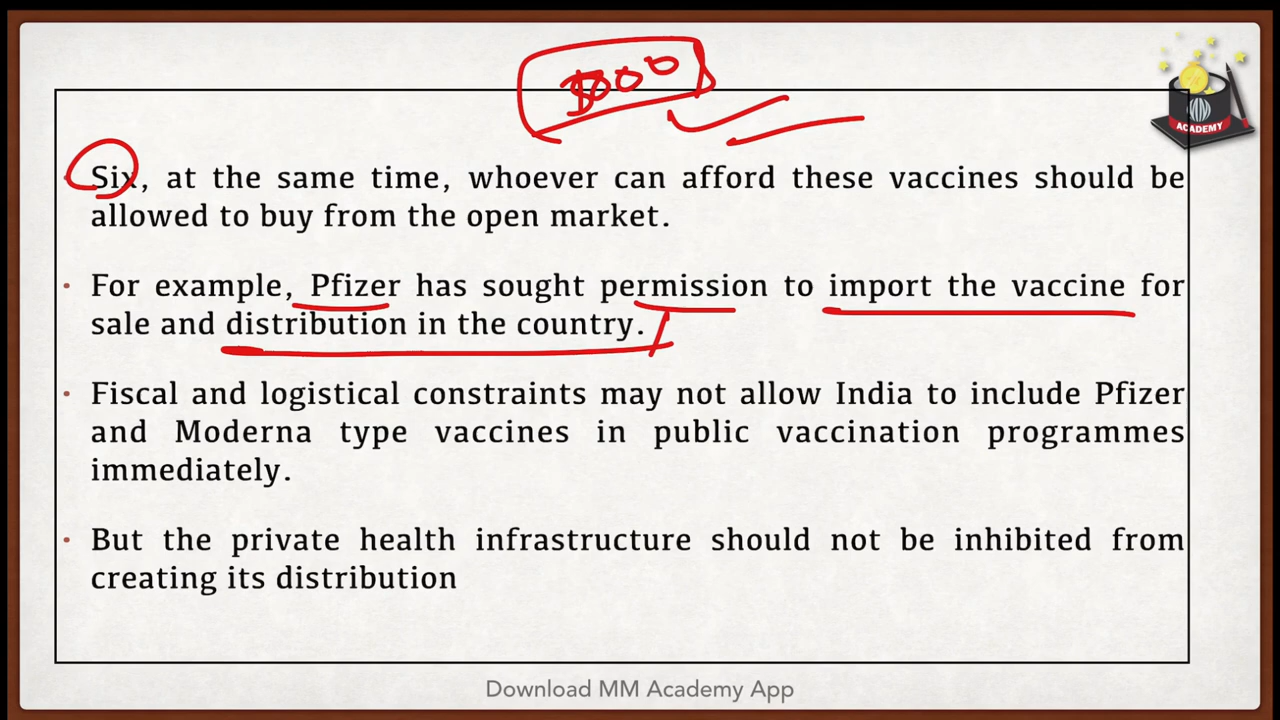 ACADEMY
Six, at the same time, whoever can afford these vaccines should be
allowed to buy from the open market.
• For example, Pfizer has sought permission to import the vaccine for
sale and distribution in the country.
• Fiscal and logistical constraints may not allow India to include Pfizer
and Moderna type vaccines in public vaccination programmes
immediately.
• But the private health infrastructure should not be inhibited from
creating its distribution
Download MM Academy App